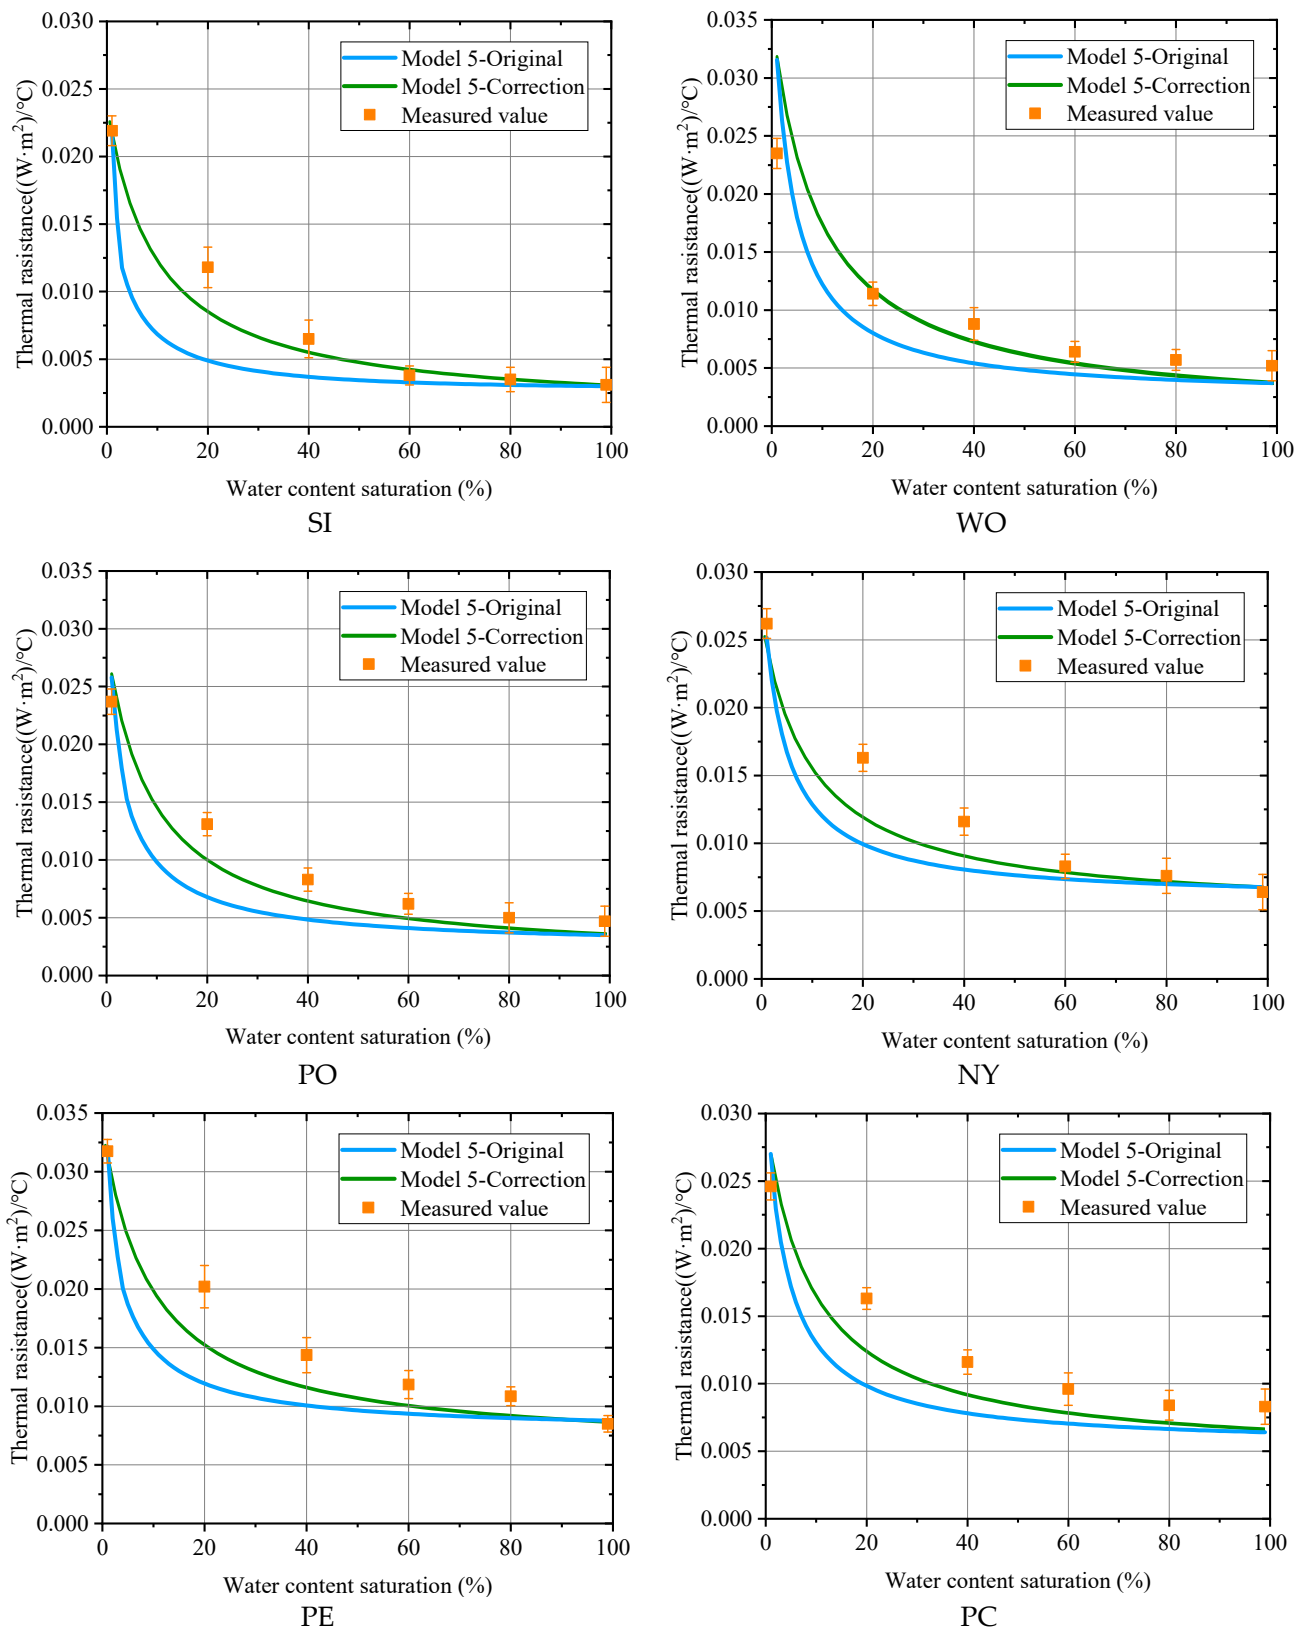 0.030
0.025
0.020
0.015
0.010
0.005
0.000
Thermal rasistance((W·m²)/°C)
Model 5-Original
Model 5-Correction
Measured value
0 20 40 60 80 100
Water content saturation (%)
SI
0.035
0.030
0.025
0.020
0.015
0.010
0.005
0.000
Thermal rasistance((W·m²)/°C)
Model 5-Original
Model 5-Correction
Measured value
0 20 40 60 80 100
Water content saturation (%)
WO
0.035
0.030
0.025
0.020
0.015
0.010
0.005
0.000
Thermal rasistance((W·m²)/°C)
Model 5-Original
Model 5-Correction
Measured value
0 20 40 60 80 100
Water content saturation (%)
PO
0.030
0.025
0.020
0.015
0.010
0.005
0.000
Thermal rasistance((W·m²)/°C)
Model 5-Original
Model 5-Correction
Measured value
0 20 40 60 80 100
Water content saturation (%)
NY
0.035
0.030
0.025
0.020
0.015
0.010
0.005
0.000
Thermal rasistance((W·m²)/°C)
Model 5-Original
Model 5-Correction
Measured value
0 20 40 60 80 100
Water content saturation (%)
PE
0.030
0.025
0.020
0.015
0.010
0.005
0.000
Thermal rasistance((W·m²)/°C)
Model 5-Original
Model 5-Correction
Measured value
0 20 40 60 80 100
Water content saturation (%)
PC